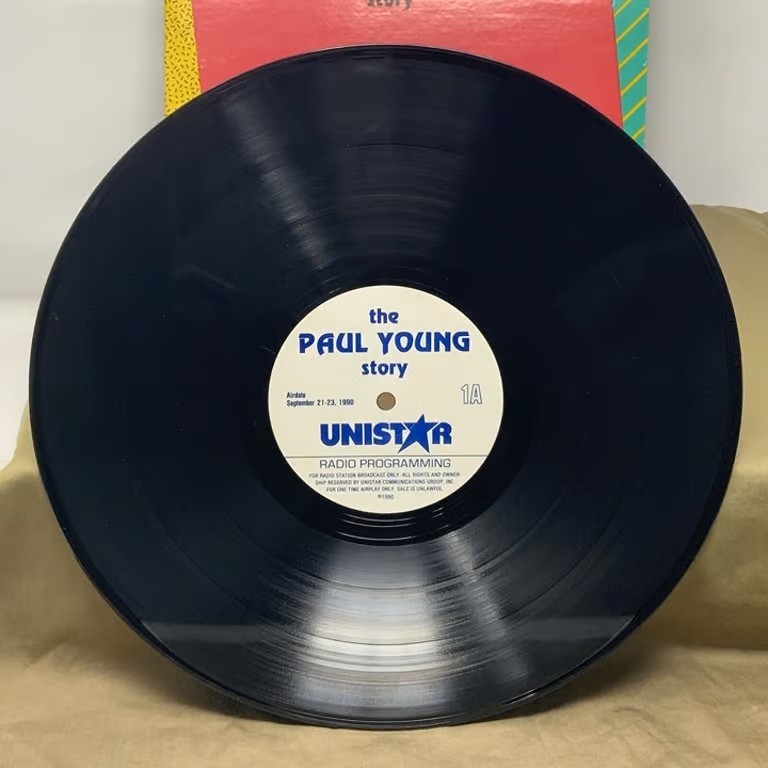 story
the
PAUL YOUNG
story
Airdate
September 21-23, 1990
1A
UNISTAR
RADIO PROGRAMMING
FOR RADIO STATION BROADCAST ONLY. ALL RIGHTS AND OWNER-
SHIP RESERVED BY UNISTAR COMMUNICATIONS GROUP, INC.
FOR ONE TIME AIRPLAY ONLY. SALE IS UNLAWFUL.
©1990